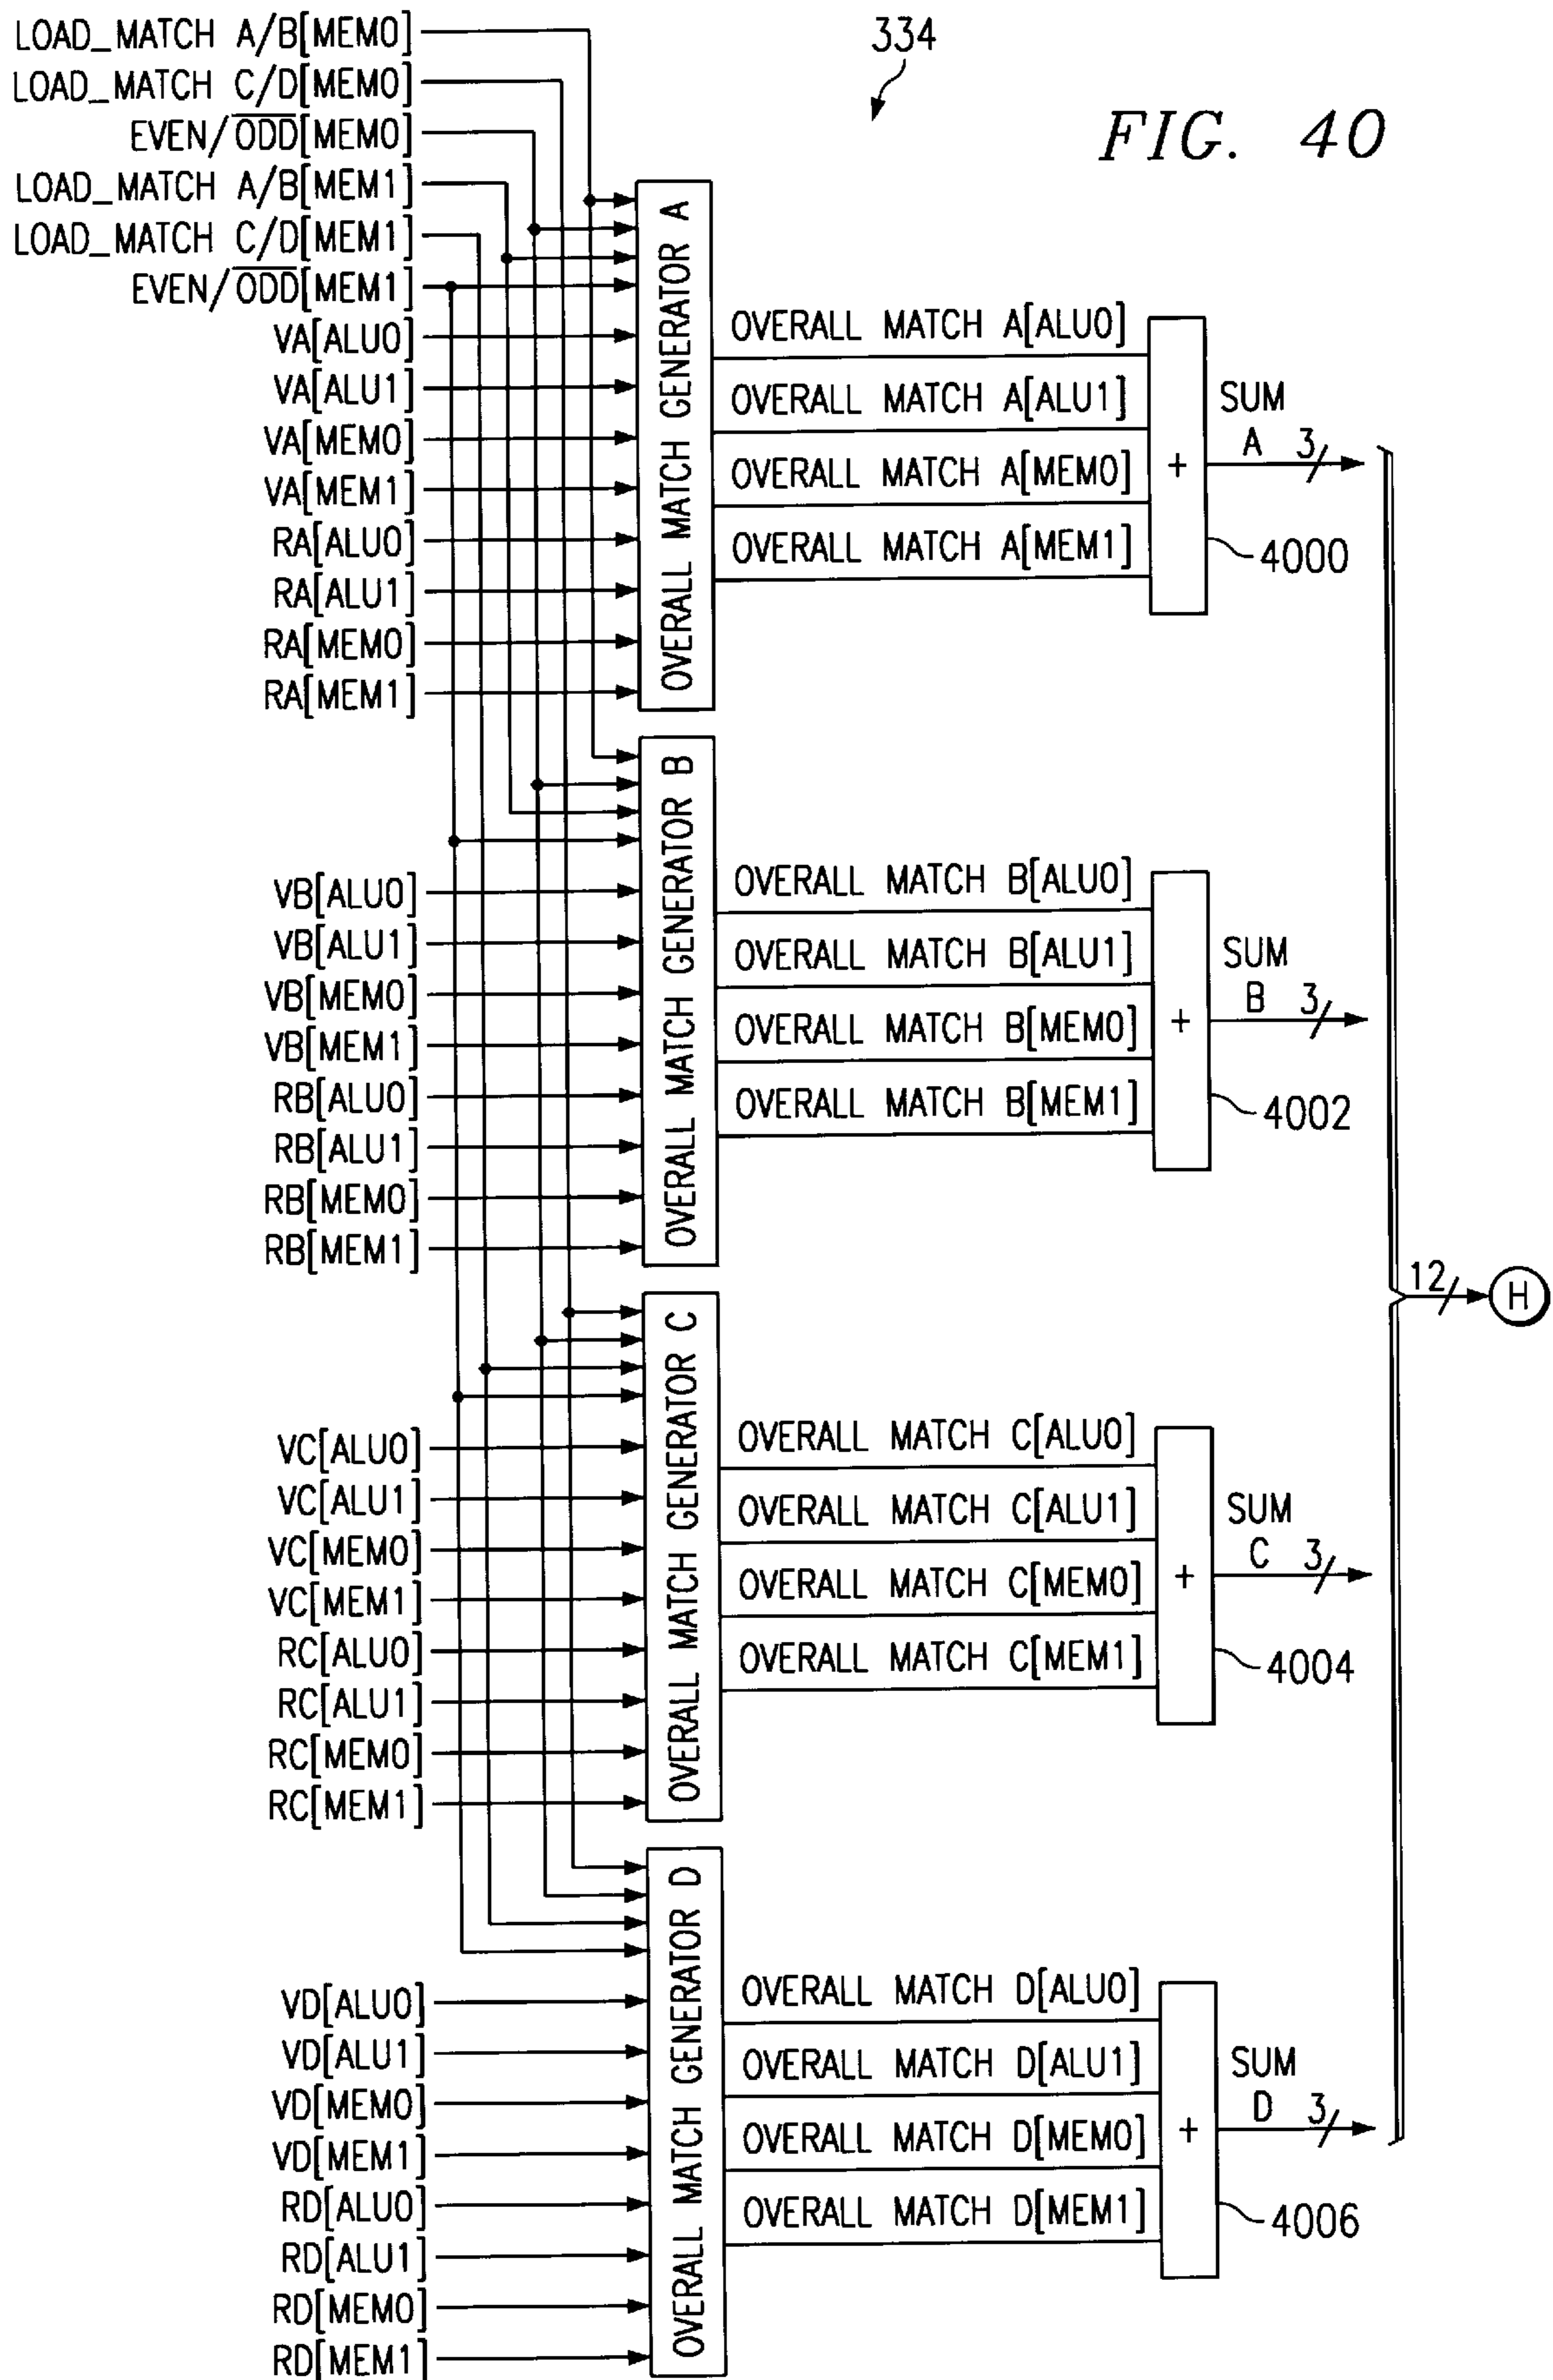 334
FIG. 40
LOAD_MATCH A/B[MEM0]
LOAD_MATCH C/D[MEM0]
EVEN/O̅D̅D̅[MEM0]
LOAD_MATCH A/B[MEM1]
LOAD_MATCH C/D[MEM1]
EVEN/O̅D̅D̅[MEM1]
VA[ALU0]
VA[ALU1]
VA[MEM0]
VA[MEM1]
RA[ALU0]
RA[ALU1]
RA[MEM0]
RA[MEM1]
OVERALL MATCH GENERATOR A
OVERALL MATCH A[ALU0]
OVERALL MATCH A[ALU1]
OVERALL MATCH A[MEM0]
OVERALL MATCH A[MEM1]
+
SUM
A 3
4000
VB[ALU0]
VB[ALU1]
VB[MEM0]
VB[MEM1]
RB[ALU0]
RB[ALU1]
RB[MEM0]
RB[MEM1]
OVERALL MATCH GENERATOR B
OVERALL MATCH B[ALU0]
OVERALL MATCH B[ALU1]
OVERALL MATCH B[MEM0]
OVERALL MATCH B[MEM1]
+
SUM
B 3
4002
12
H
VC[ALU0]
VC[ALU1]
VC[MEM0]
VC[MEM1]
RC[ALU0]
RC[ALU1]
RC[MEM0]
RC[MEM1]
OVERALL MATCH GENERATOR C
OVERALL MATCH C[ALU0]
OVERALL MATCH C[ALU1]
OVERALL MATCH C[MEM0]
OVERALL MATCH C[MEM1]
+
SUM
C 3
4004
VD[ALU0]
VD[ALU1]
VD[MEM0]
VD[MEM1]
RD[ALU0]
RD[ALU1]
RD[MEM0]
RD[MEM1]
OVERALL MATCH GENERATOR D
OVERALL MATCH D[ALU0]
OVERALL MATCH D[ALU1]
OVERALL MATCH D[MEM0]
OVERALL MATCH D[MEM1]
+
SUM
D 3
4006